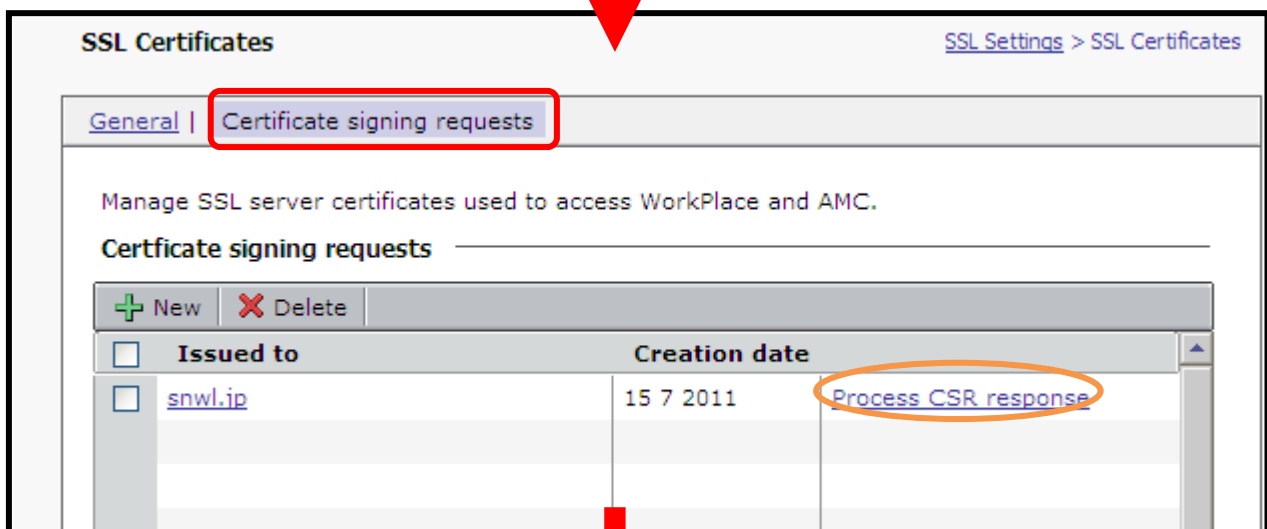 SSL Certificates
SSL Settings > SSL Certificates
General | Certificate signing requests
Manage SSL server certificates used to access WorkPlace and AMC.
Certficate signing requests
New Delete
Issued to Creation date
snwl.jp 15 7 2011 Process CSR response